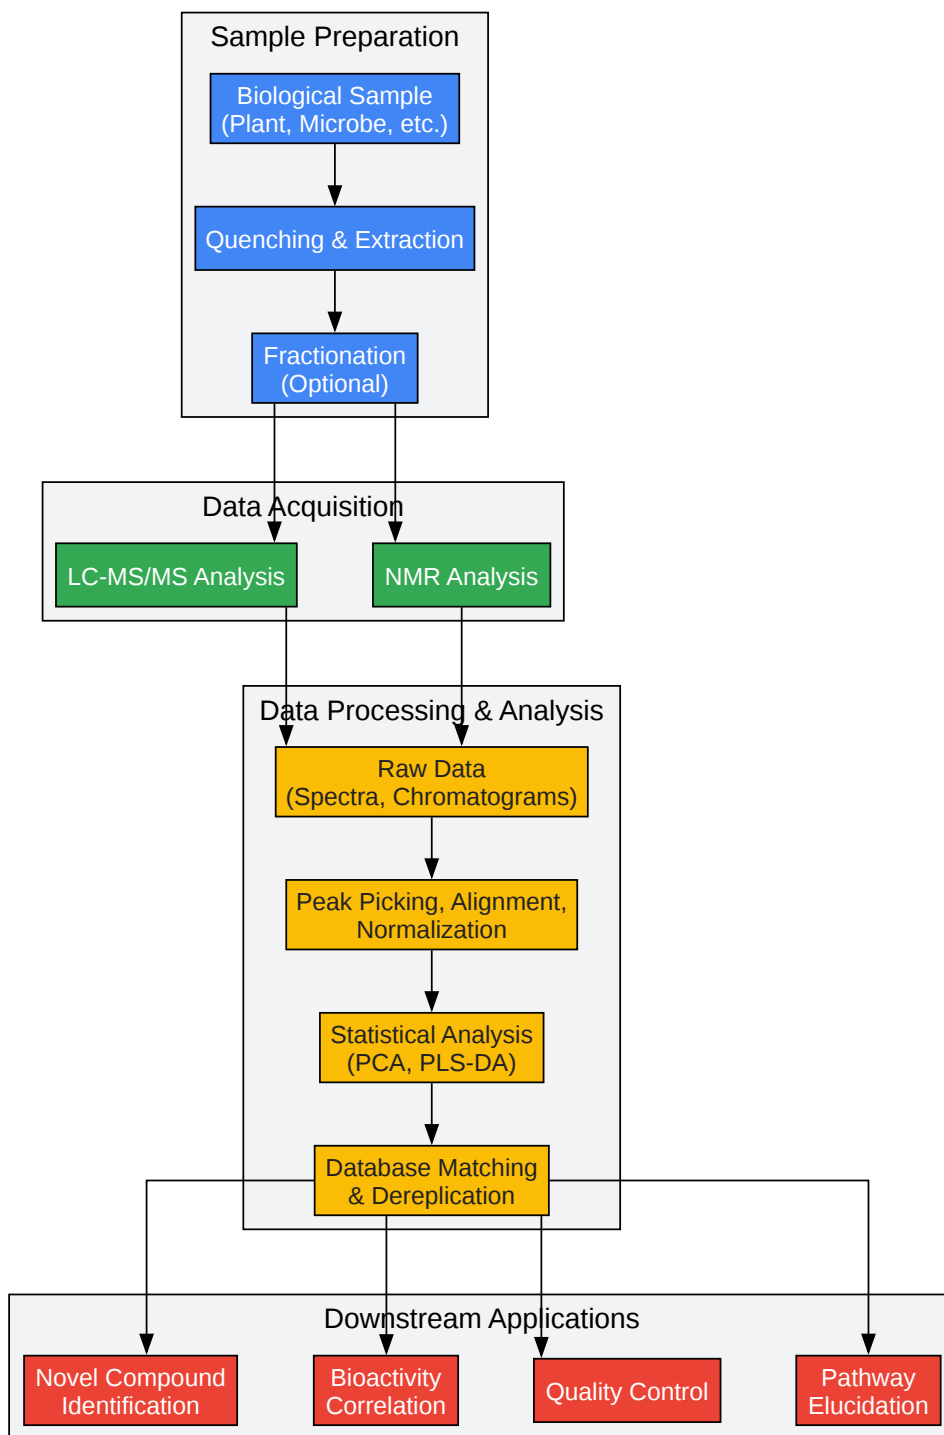 Sample Preparation
Biological Sample
(Plant, Microbe, etc.)
Quenching & Extraction
Fractionation
(Optional)
Data Acquisition
LC-MS/MS Analysis
NMR Analysis
Data Processing & Analysis
Raw Data
(Spectra, Chromatograms)
Peak Picking, Alignment,
Normalization
Statistical Analysis
(PCA, PLS-DA)
Database Matching
& Dereplication
Downstream Applications
Novel Compound
Identification
Bioactivity
Correlation
Quality Control
Pathway
Elucidation